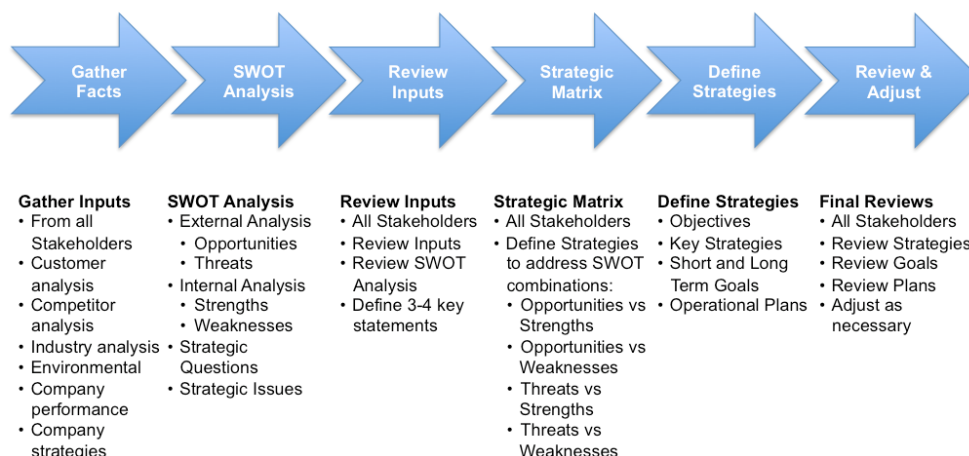 Gather
Facts
SWOT
Analysis
Review
Inputs
Strategic
Matrix
Define
Strategies
Review &
Adjust
Gather Inputs
• From all
Stakeholders
• Customer
analysis
• Competitor
analysis
• Industry analysis
• Environmental
• Company
performance
• Company
strategies
SWOT Analysis
• External Analysis
• Opportunities
• Threats
• Internal Analysis
• Strengths
• Weaknesses
• Strategic
Questions
• Strategic Issues
Review Inputs
• All Stakeholders
• Review Inputs
• Review SWOT
Analysis
• Define 3-4 key
statements
Strategic Matrix
• All Stakeholders
• Define Strategies
to address SWOT
combinations:
• Opportunities vs
Strengths
• Opportunities vs
Weaknesses
• Threats vs
Strengths
• Threats vs
Weaknesses
Define Strategies
• Objectives
• Key Strategies
• Short and Long
Term Goals
• Operational Plans
Final Reviews
• All Stakeholders
• Review Strategies
• Review Goals
• Review Plans
• Adjust as
necessary